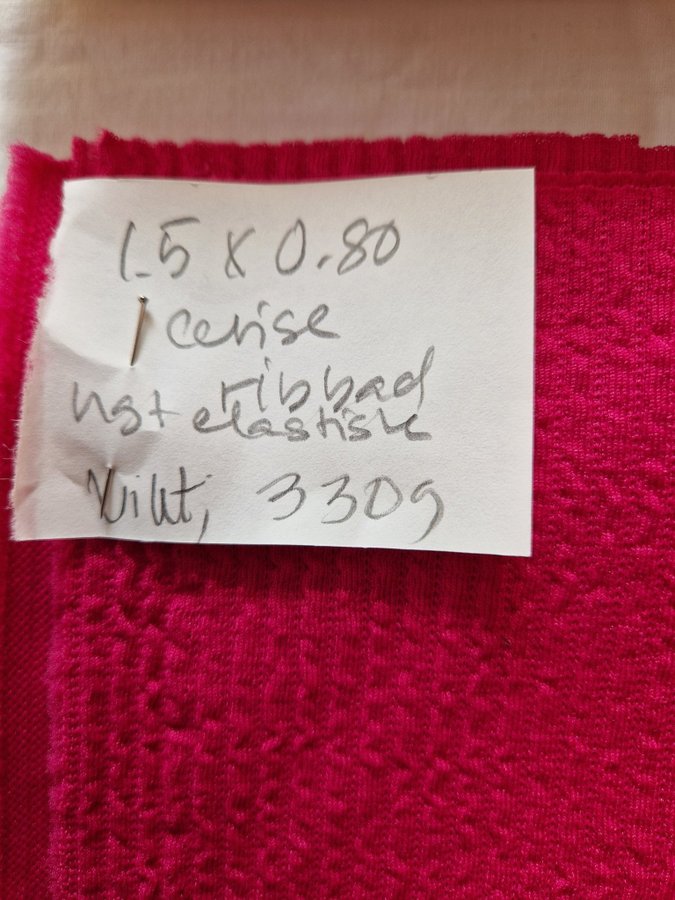 1.5 x 0.80
cerise
ribbad
ngt elastisk
Vikt; 330g